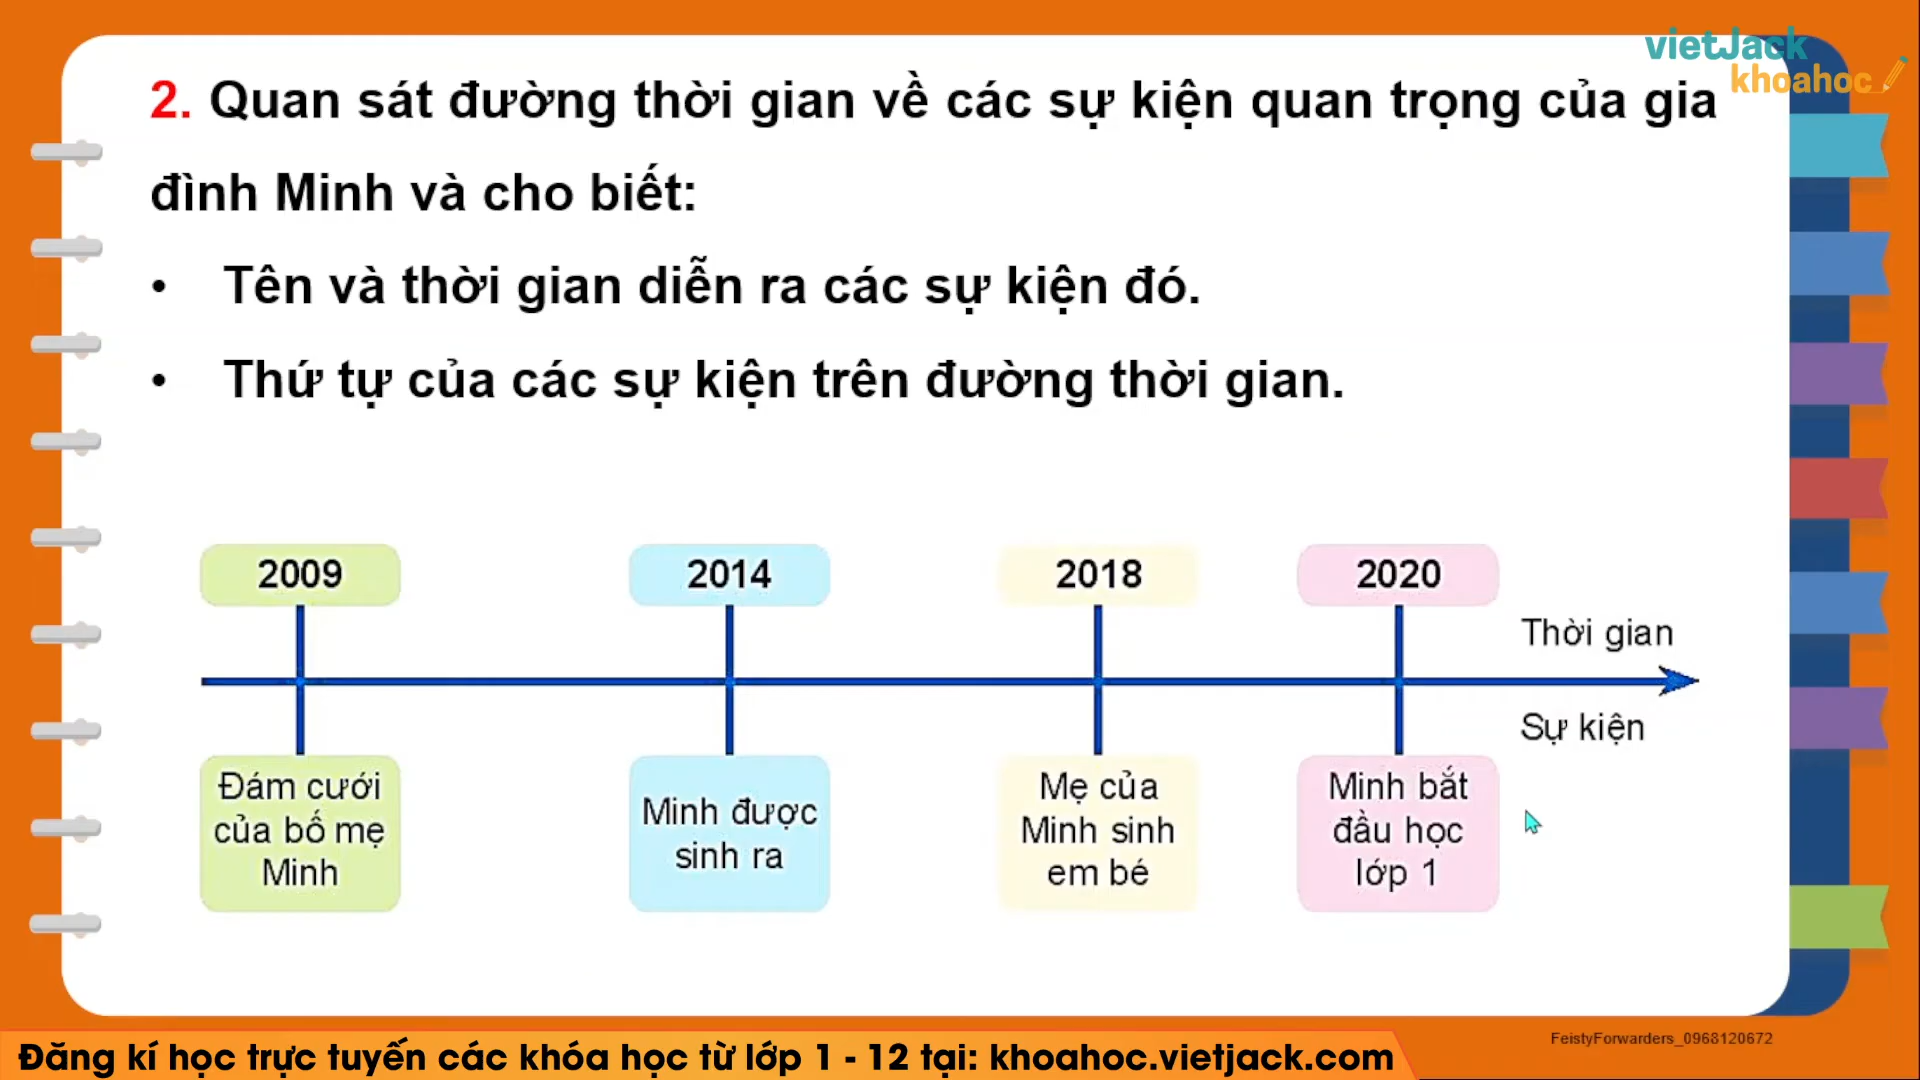 vietJack
khoahoc
2. Quan sát đường thời gian về các sự kiện quan trọng của gia
đình Minh và cho biết:
• Tên và thời gian diễn ra các sự kiện đó.
• Thứ tự của các sự kiện trên đường thời gian.
2009
2014
2018
2020
Thời gian
Sự kiện
Đám cưới
của bố mẹ
Minh
Minh được
sinh ra
Mẹ của
Minh sinh
em bé
Minh bắt
đầu học
lớp 1
FeistyForwarders_0968120672
Đăng kí học trực tuyến các khóa học từ lớp 1 - 12 tại: khoahoc.vietjack.com